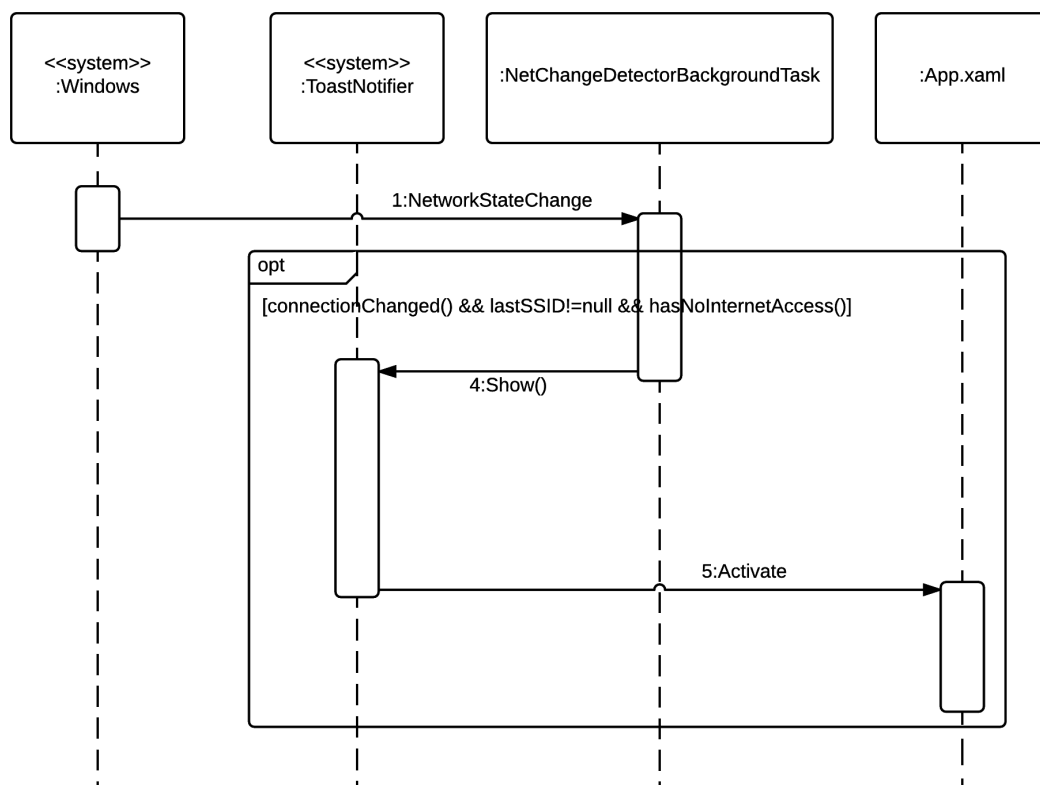 <<system>>
:Windows
<<system>>
:ToastNotifier
:NetChangeDetectorBackgroundTask
:App.xaml
1:NetworkStateChange
opt
[connectionChanged() && lastSSID!=null && hasNoInternetAccess()]
4:Show()
5:Activate